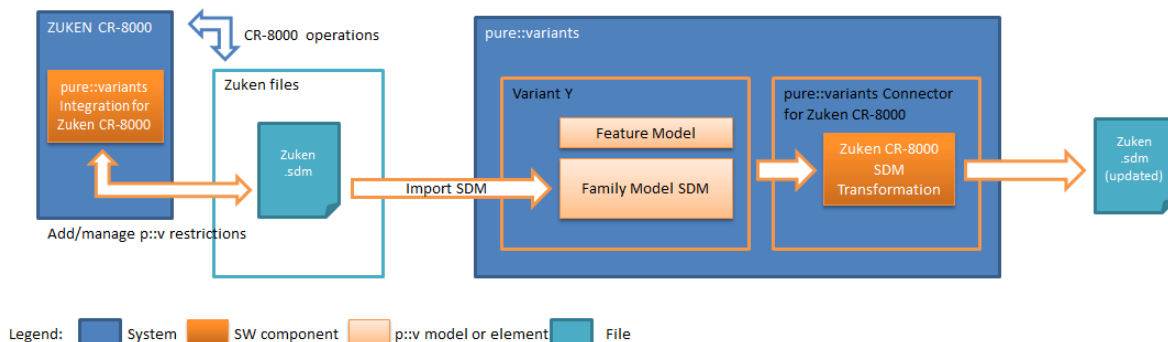 ZUKEN CR-8000
CR-8000 operations
pure::variants
Integration for
Zuken CR-8000
Zuken files
Zuken
.sdm
Add/manage p::v restrictions
Import SDM
pure::variants
Variant Y
Feature Model
Family Model SDM
pure::variants Connector
for Zuken CR-8000
Zuken CR-8000
SDM
Transformation
Zuken
.sdm
(updated)
Legend:
System
SW component
p::v model or element
File